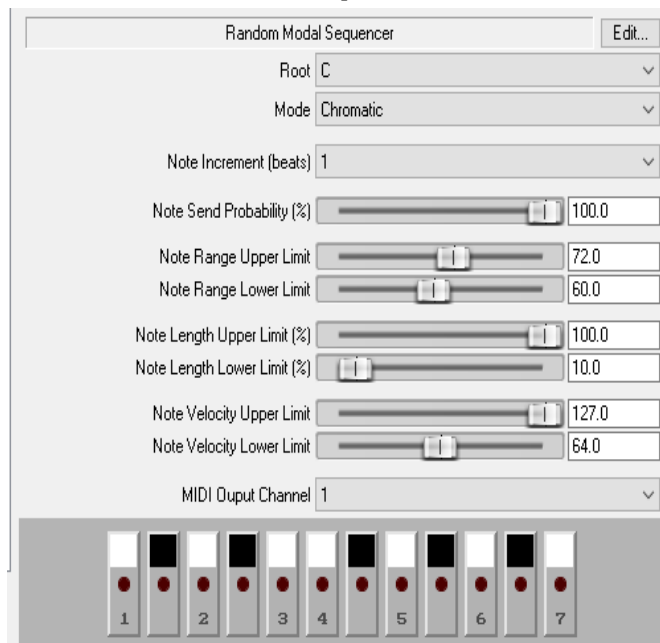 Random Modal Sequencer Edit...
Root C
Mode Chromatic
Note Increment (beats) 1
Note Send Probability (%) 100.0
Note Range Upper Limit 72.0
Note Range Lower Limit 60.0
Note Length Upper Limit (%) 100.0
Note Length Lower Limit (%) 10.0
Note Velocity Upper Limit 127.0
Note Velocity Lower Limit 64.0
MIDI Ouput Channel 1
1 2 3 4 5 6 7